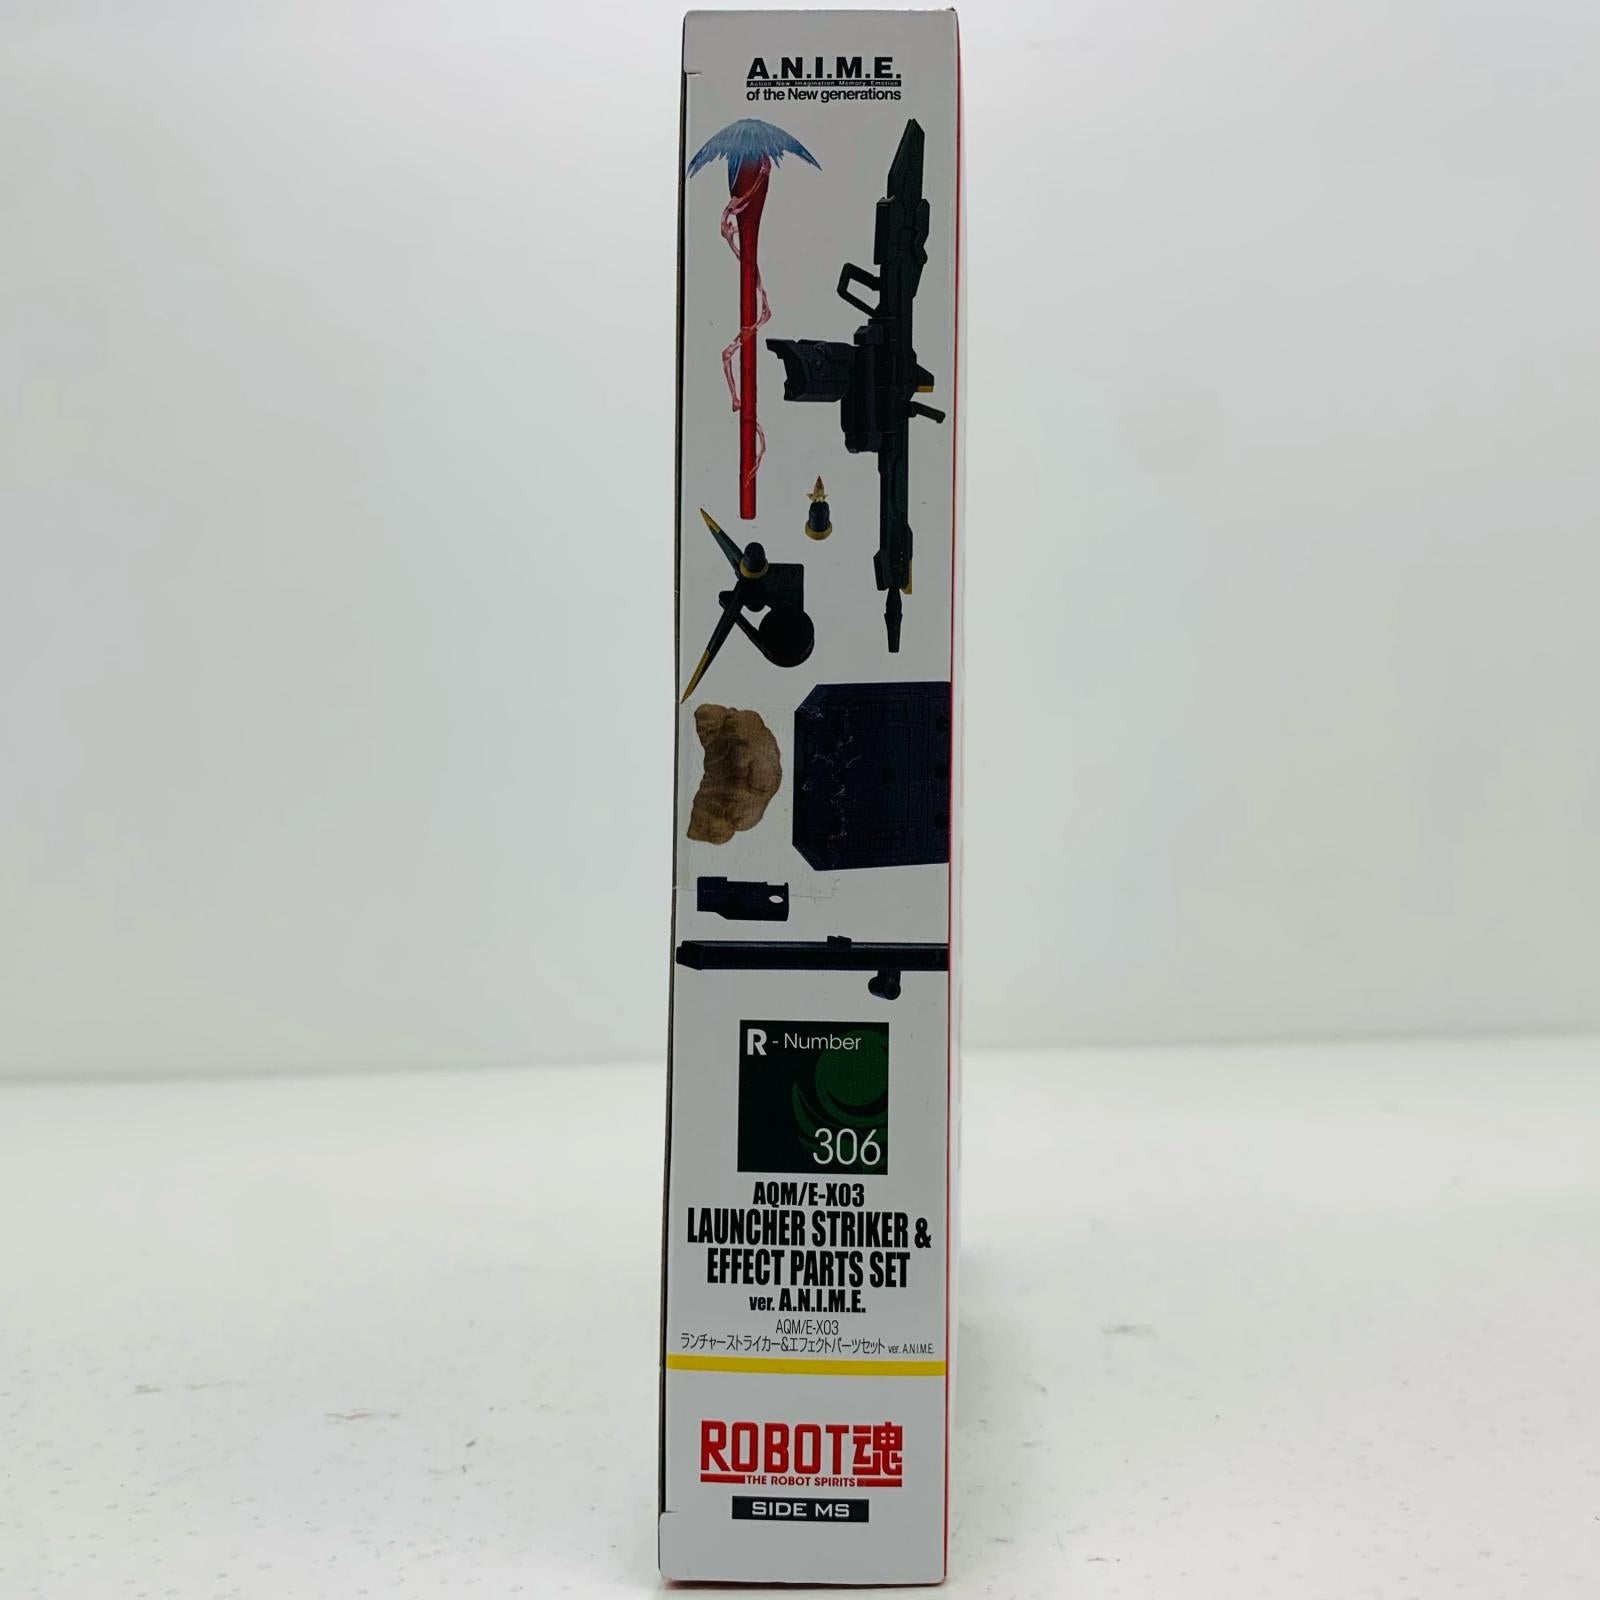 A.N.I.M.E.
Action New Imagination Memory Emotion
of the New generations
R - Number
306
AQM/E-X03
LAUNCHER STRIKER &
EFFECT PARTS SET
ver. A.N.I.M.E.
AQM/E-X03
ランチャーストライカー&エフェクトパーツセット ver. A.N.I.M.E.
ROBOT魂
THE ROBOT SPIRITS
SIDE MS